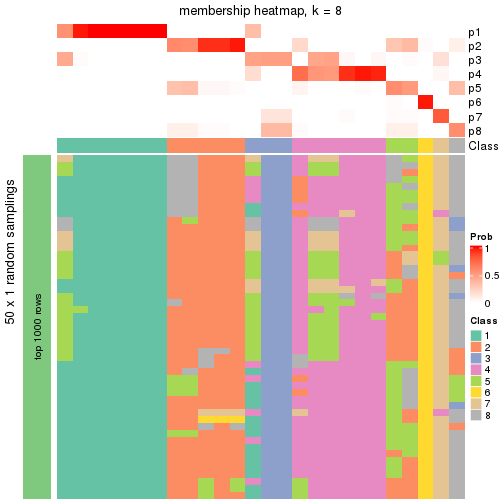 membership heatmap, k = 8
p1
p2
p3
p4
p5
p6
p7
p8
Class
50 x 1 random samplings
top 1000 rows
Prob
1
0.5
0
Class
1
2
3
4
5
6
7
8